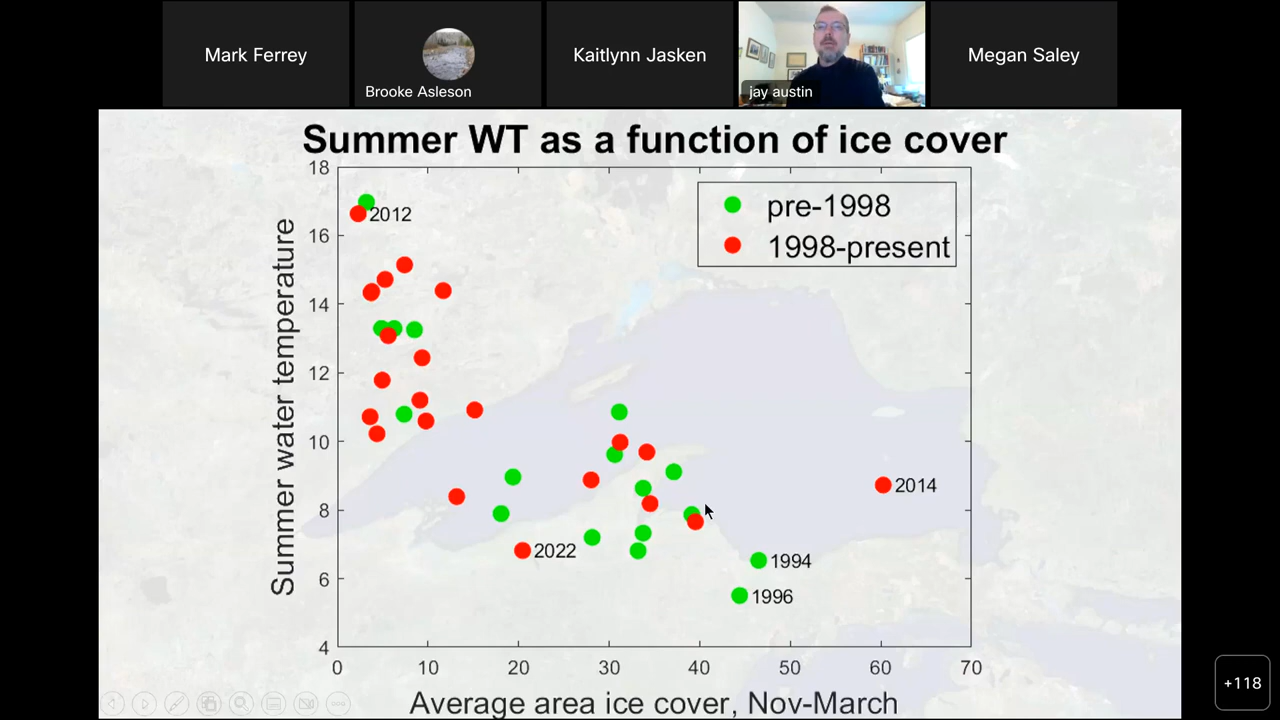 Mark Ferrey
Brooke Asleson
Kaitlynn Jasken
jay austin
Megan Saley
Summer WT as a function of ice cover
Summer water temperature
18
16
14
12
10
8
6
4
pre-1998
1998-present
2012
2014
2022
1994
1996
0 10 20 30 40 50 60 70
Average area ice cover, Nov-March
+118